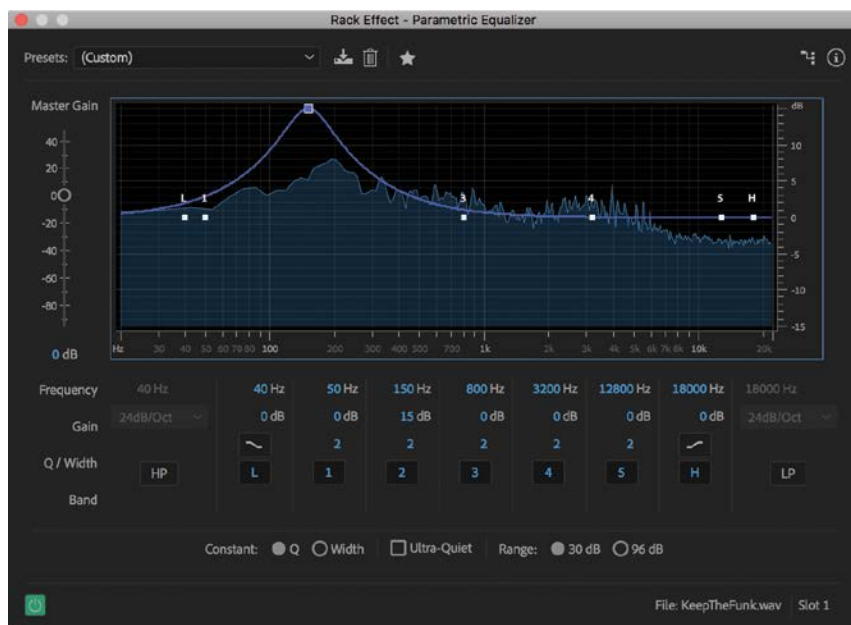 Rack Effect - Parametric Equalizer
Presets: (Custom)
Master Gain
dB
40
20
0
-20
-40
-60
-80
0 dB
L 1 3 4 5 H
10
5
0
-5
-10
-15
Hz 30 40 50 60 70 80 100 200 300 400 500 700 1k 2k 3k 4k 5k 6k 7k 8k 10k 20k
Frequency 40 Hz 40 Hz 50 Hz 150 Hz 800 Hz 3200 Hz 12800 Hz 18000 Hz 18000 Hz
Gain 24dB/Oct 0 dB 0 dB 15 dB 0 dB 0 dB 0 dB 0 dB 24dB/Oct
Q / Width 2 2 2 2 2
Band HP L 1 2 3 4 5 H LP
Constant: Q Width Ultra-Quiet Range: 30 dB 96 dB
File: KeepTheFunk.wav Slot 1